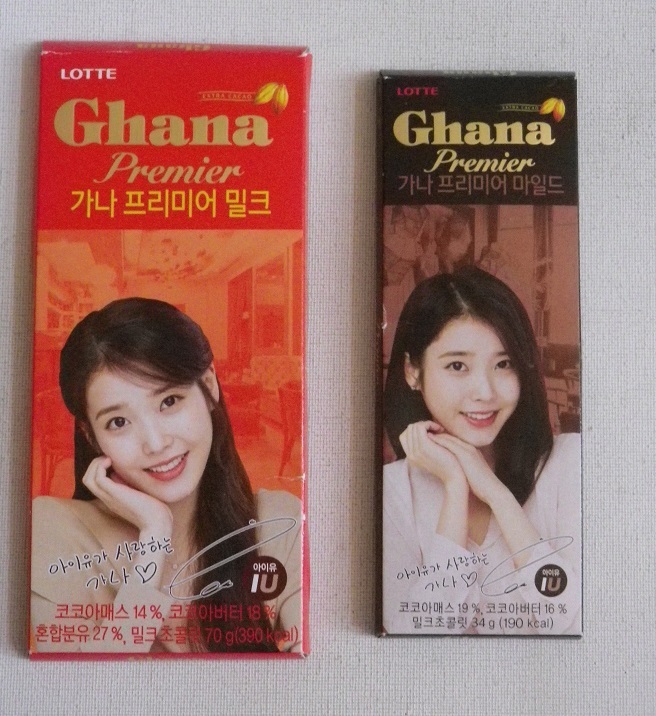 LOTTE
EXTRA CACAO
Ghana
Premier
가나 프리미어 밀크
아이유가 사랑하는
가나♡
아이유
IU
코코아매스 14 %, 코코아버터 18 %
혼합분유 27 %, 밀크초콜릿 70 g(390 kcal)
LOTTE
EXTRA CACAO
Ghana
Premier
가나 프리미어 마일드
아이유가 사랑하는
가나♡
아이유
IU
코코아매스 19 %, 코코아버터 16 %
밀크초콜릿 34 g (190 kcal)